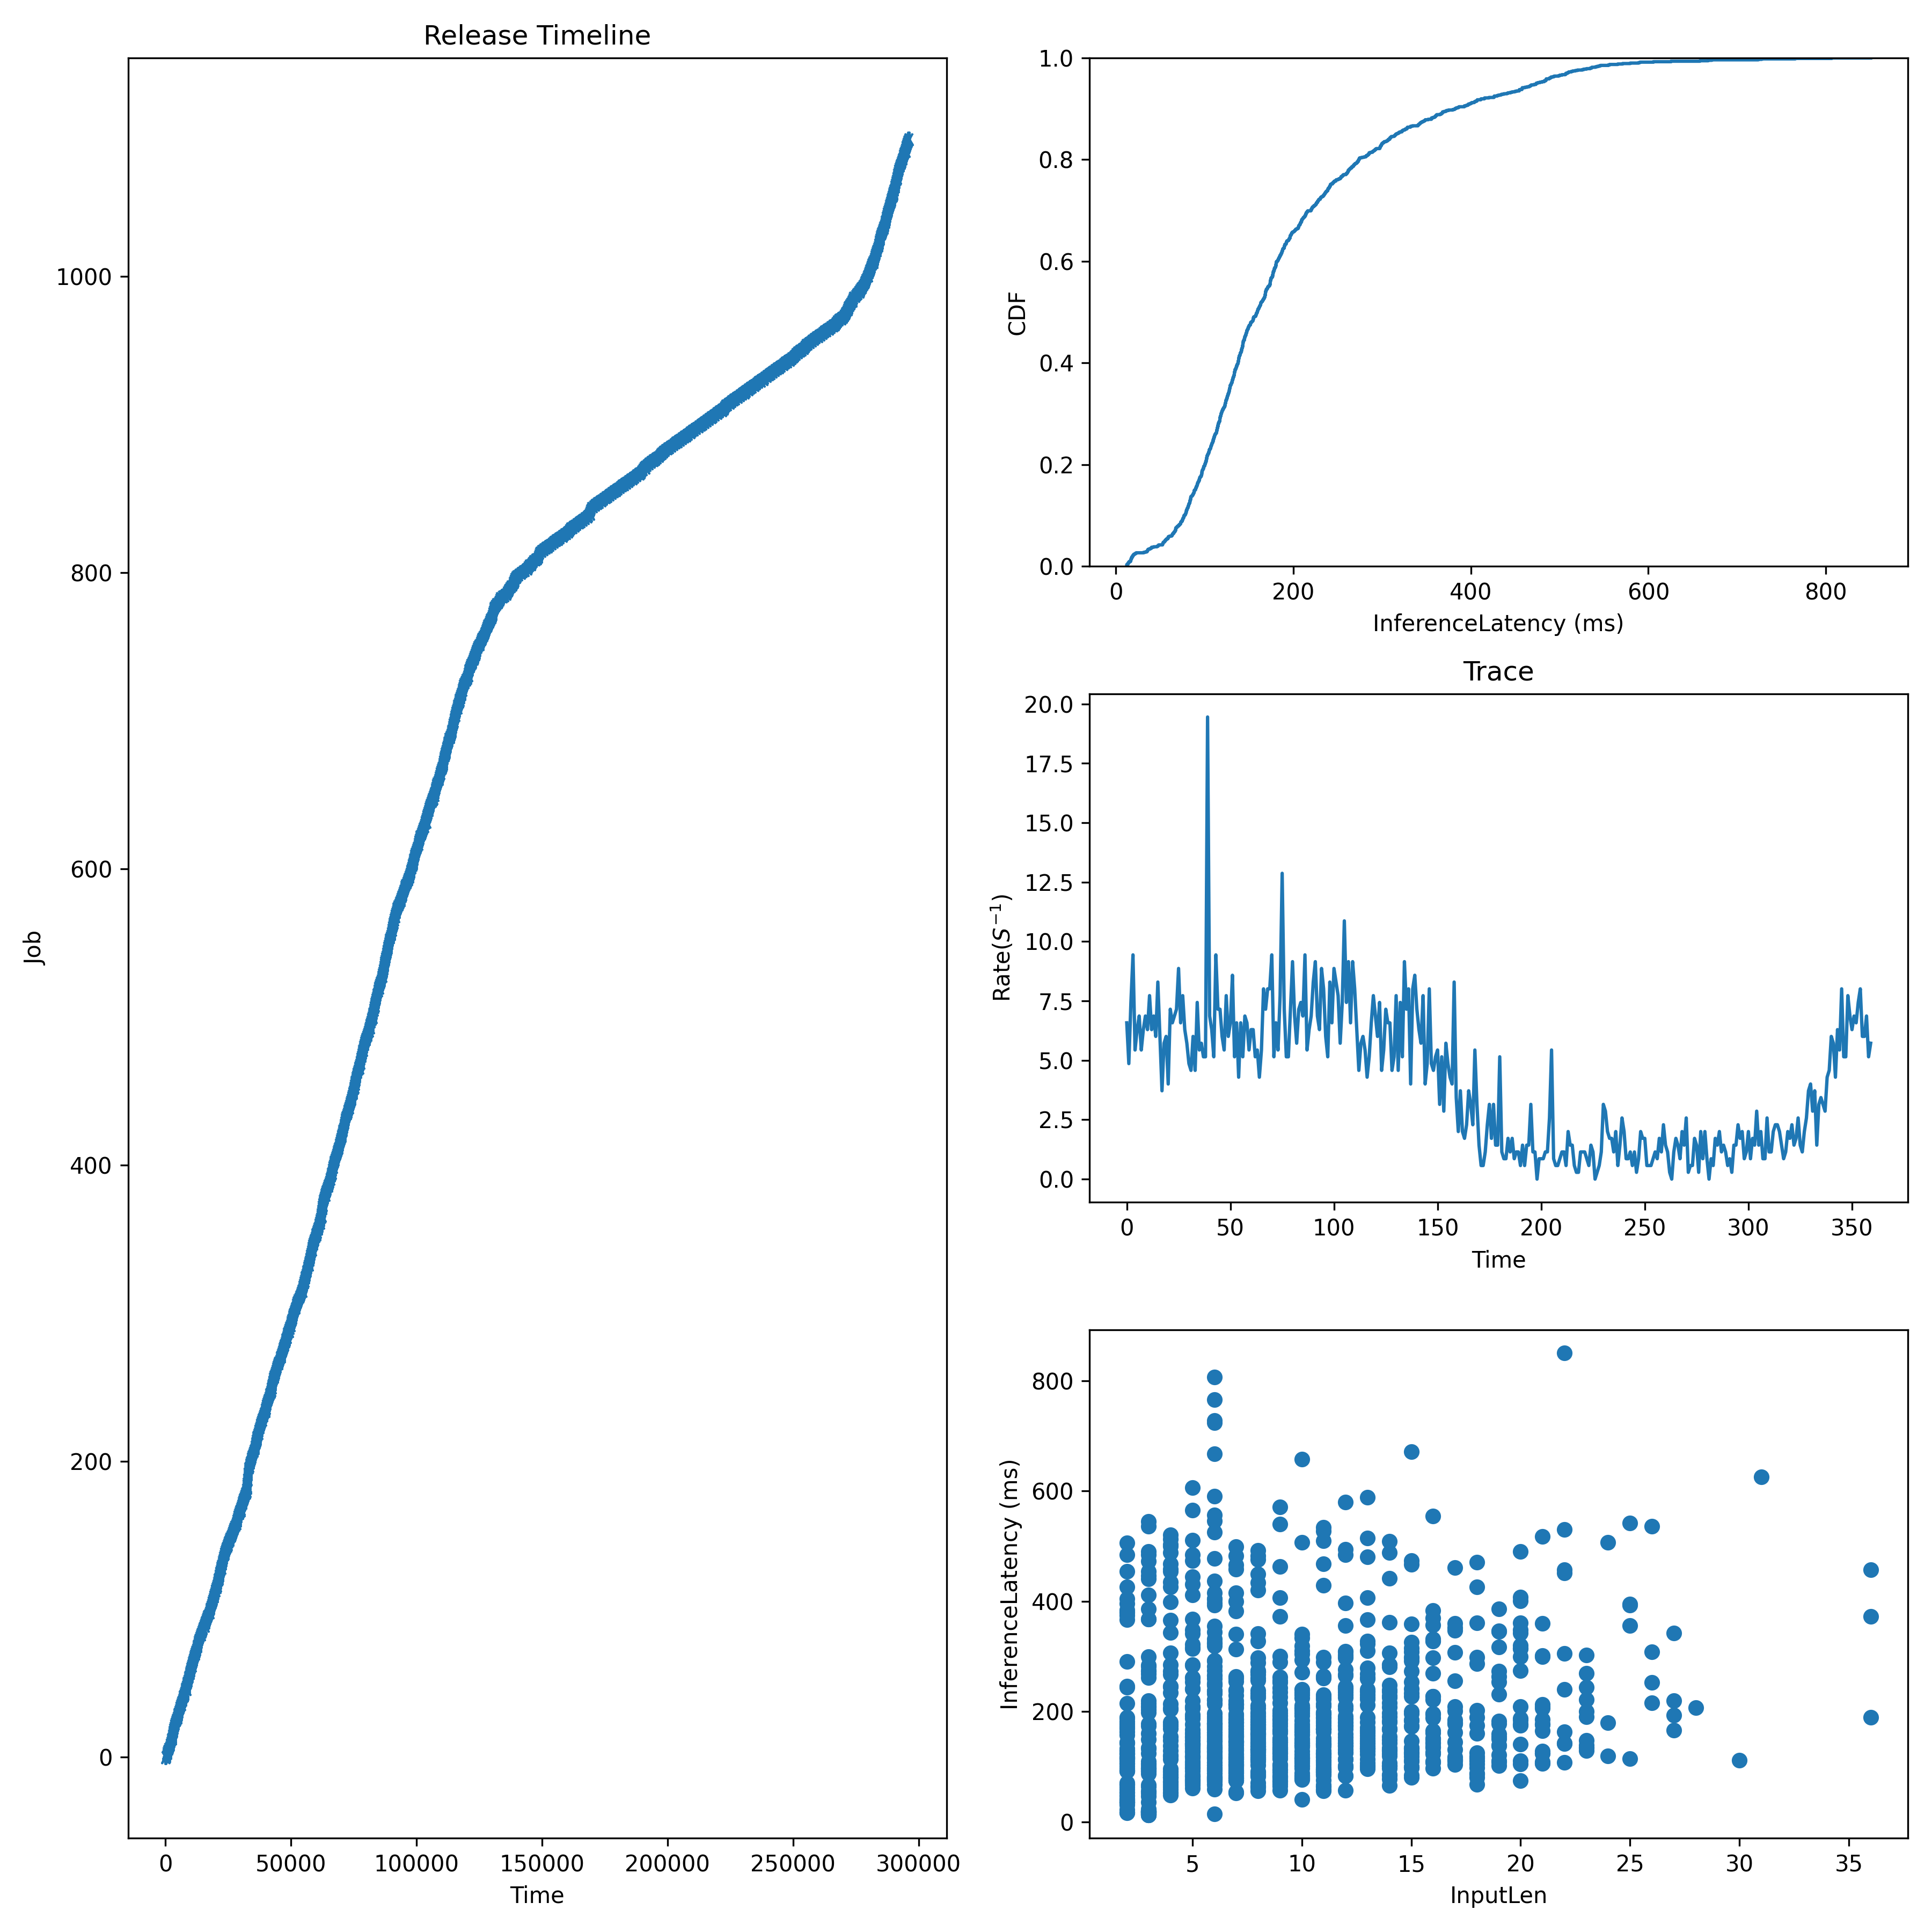 Release Timeline
Job
1000
800
600
400
200
0
0 50000 100000 150000 200000 250000 300000
Time
CDF
1.0
0.8
0.6
0.4
0.2
0.0
0 200 400 600 800
InferenceLatency (ms)
Trace
Rate(S⁻¹)
20.0
17.5
15.0
12.5
10.0
7.5
5.0
2.5
0.0
0 50 100 150 200 250 300 350
Time
InferenceLatency (ms)
800
600
400
200
0
5 10 15 20 25 30 35
InputLen